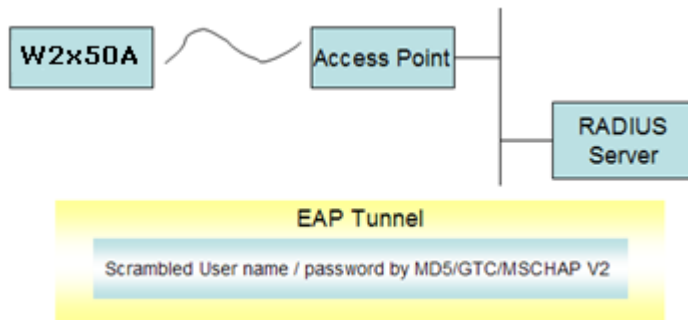 W2x50A
Access Point
RADIUS
Server
EAP Tunnel
Scrambled User name / password by MD5/GTC/MSCHAP V2